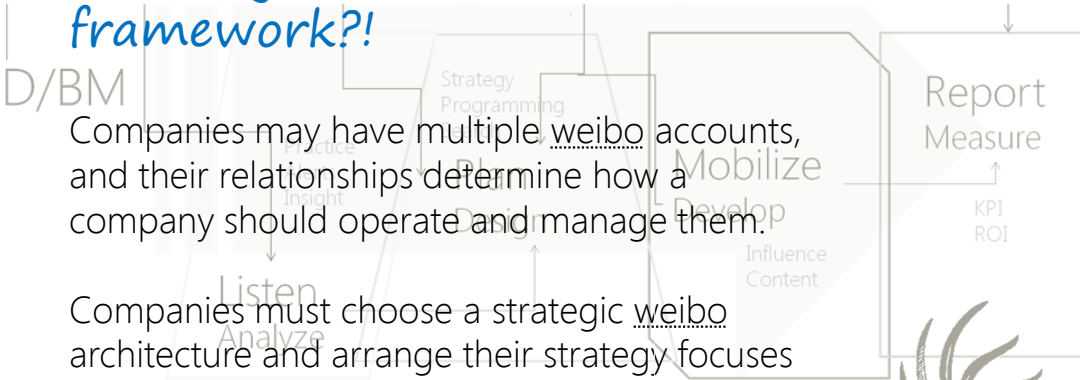 framework?!
D/BM
Strategy
Programming
Report
Measure
Companies may have multiple weibo accounts,
and their relationships determine how a
company should operate and manage them.
Practice
Insight
Plan
Design
Mobilize
Develop
KPI
ROI
Influence
Content
Listen
Analyze
Companies must choose a strategic weibo
architecture and arrange their strategy focuses